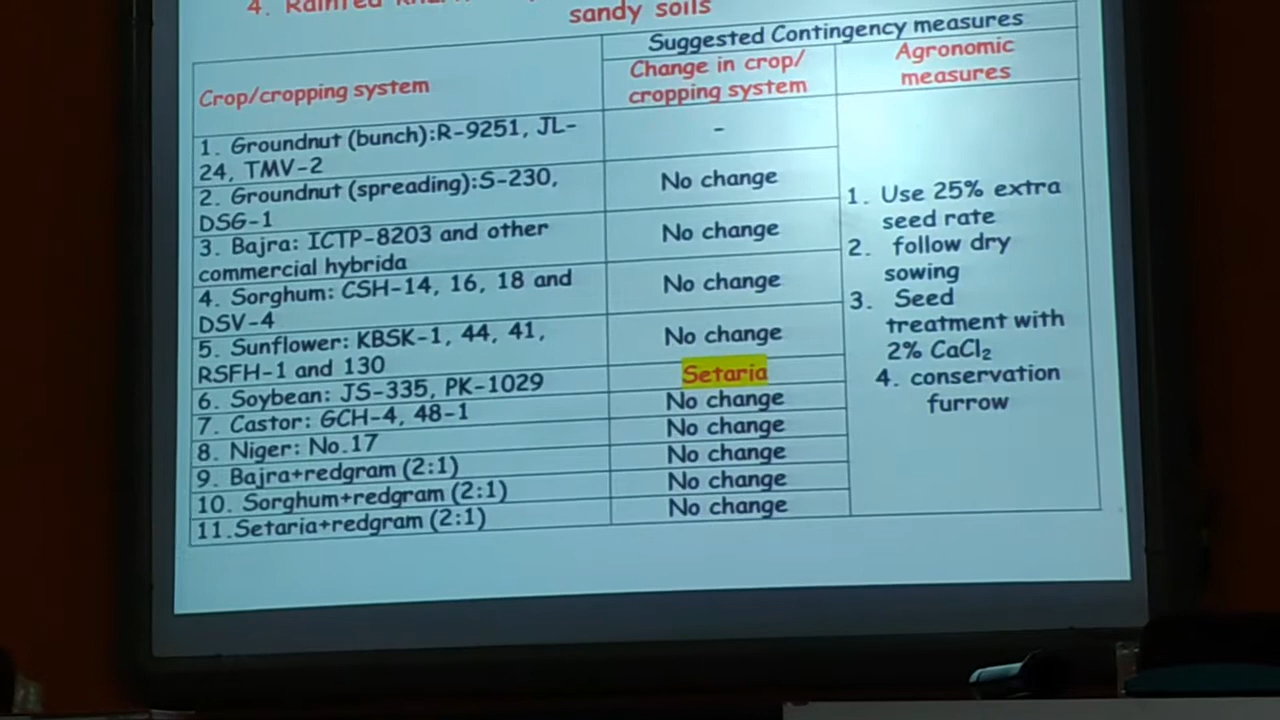 4. Rainfed
sandy soils
Crop/cropping system
Suggested Contingency measures
Change in crop/
cropping system
Agronomic
measures
1. Groundnut (bunch):R-9251, JL-
24, TMV-2
-
2. Groundnut (spreading):S-230,
DSG-1
No change
3. Bajra: ICTP-8203 and other
commercial hybrida
No change
4. Sorghum: CSH-14, 16, 18 and
DSV-4
No change
5. Sunflower: KBSK-1, 44, 41,
RSFH-1 and 130
No change
6. Soybean: JS-335, PK-1029
Setaria
7. Castor: GCH-4, 48-1
No change
8. Niger: No.17
No change
9. Bajra+redgram (2:1)
No change
10. Sorghum+redgram (2:1)
No change
11.Setaria+redgram (2:1)
No change
1. Use 25% extra
seed rate
2. follow dry
sowing
3. Seed
treatment with
2% CaCl₂
4. conservation
furrow